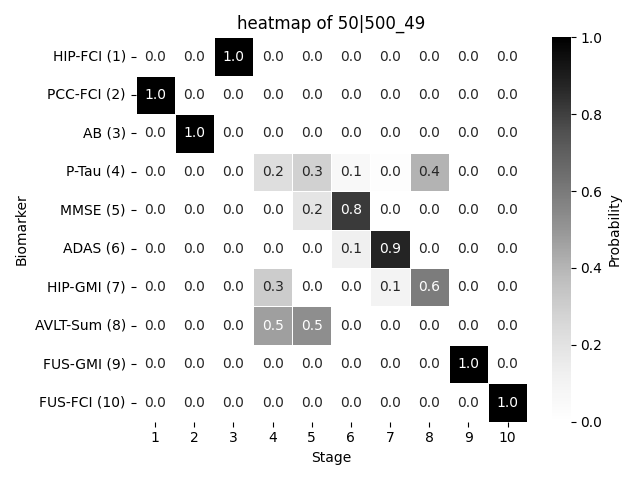 heatmap of 50|500_49
HIP-FCI (1) 0.0 0.0 1.0 0.0 0.0 0.0 0.0 0.0 0.0 0.0
PCC-FCI (2) 1.0 0.0 0.0 0.0 0.0 0.0 0.0 0.0 0.0 0.0
AB (3) 0.0 1.0 0.0 0.0 0.0 0.0 0.0 0.0 0.0 0.0
P-Tau (4) 0.0 0.0 0.0 0.2 0.3 0.1 0.0 0.4 0.0 0.0
MMSE (5) 0.0 0.0 0.0 0.0 0.2 0.8 0.0 0.0 0.0 0.0
ADAS (6) 0.0 0.0 0.0 0.0 0.0 0.1 0.9 0.0 0.0 0.0
HIP-GMI (7) 0.0 0.0 0.0 0.3 0.0 0.0 0.1 0.6 0.0 0.0
AVLT-Sum (8) 0.0 0.0 0.0 0.5 0.5 0.0 0.0 0.0 0.0 0.0
FUS-GMI (9) 0.0 0.0 0.0 0.0 0.0 0.0 0.0 0.0 1.0 0.0
FUS-FCI (10) 0.0 0.0 0.0 0.0 0.0 0.0 0.0 0.0 0.0 1.0
1 2 3 4 5 6 7 8 9 10
Stage
Biomarker
1.0
0.8
0.6
0.4
0.2
0.0
Probability